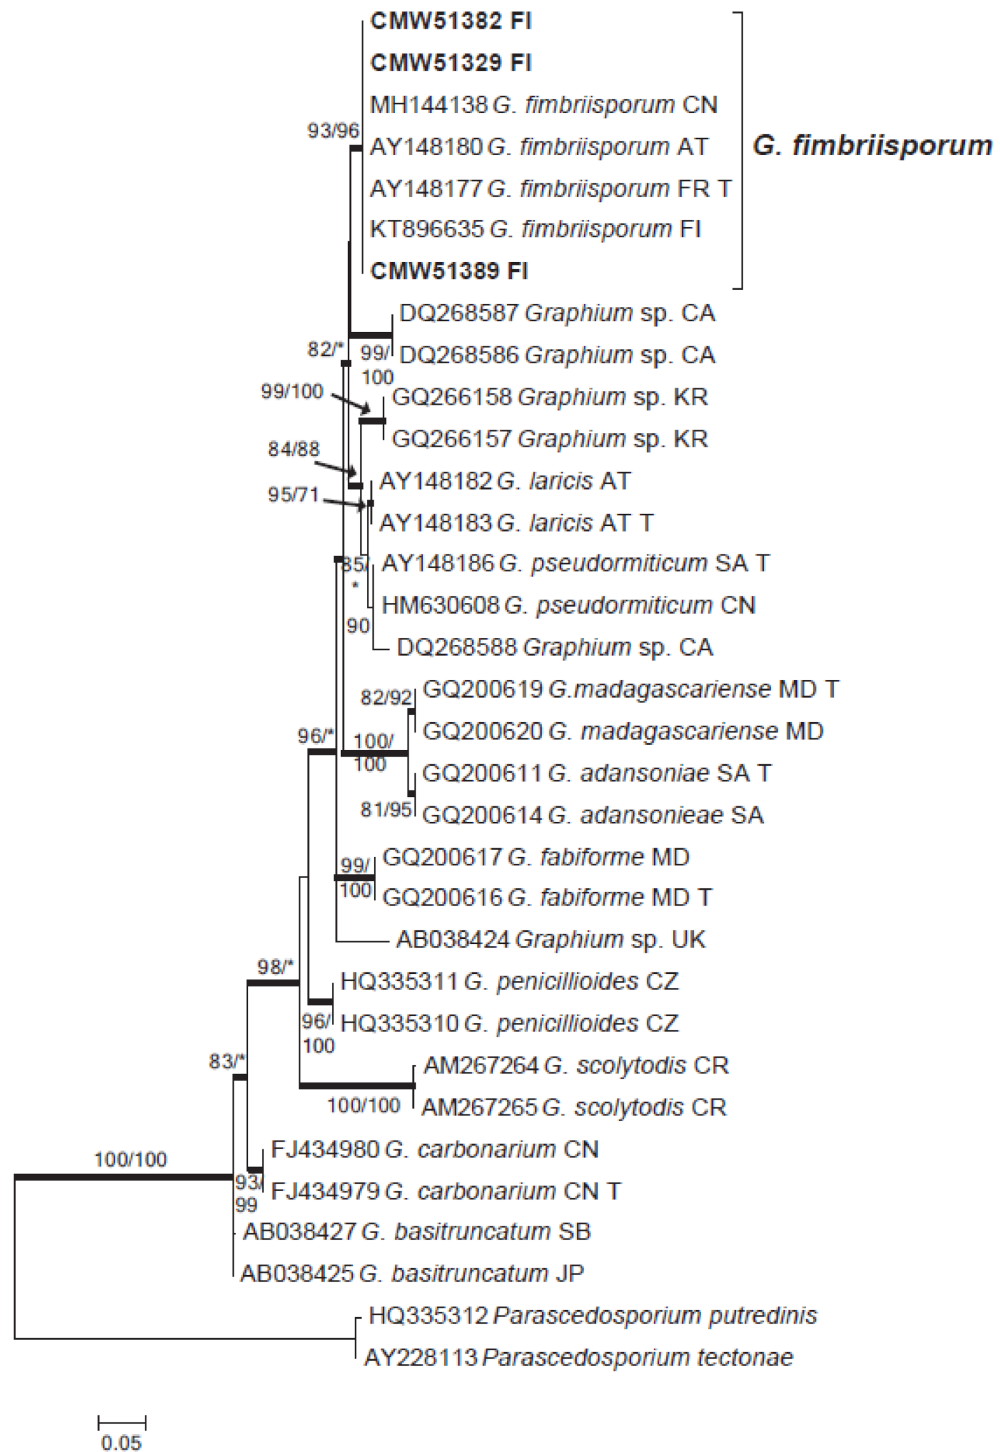 CMW51382 FI
CMW51329 FI
MH144138 G. fimbriisporum CN
93/96
AY148180 G. fimbriisporum AT
G. fimbriisporum
AY148177 G. fimbriisporum FR T
KT896635 G. fimbriisporum FI
CMW51389 FI
DQ268587 Graphium sp. CA
82/*
99/
100
DQ268586 Graphium sp. CA
99/100
GQ266158 Graphium sp. KR
GQ266157 Graphium sp. KR
84/88
AY148182 G. laricis AT
95/71
AY148183 G. laricis AT T
85/
*
AY148186 G. pseudormiticum SA T
HM630608 G. pseudormiticum CN
90
DQ268588 Graphium sp. CA
82/92
GQ200619 G.madagascariense MD T
GQ200620 G. madagascariense MD
96/*
100/
100
GQ200611 G. adansoniae SA T
81/95
GQ200614 G. adansonieae SA
GQ200617 G. fabiforme MD
99/
100
GQ200616 G. fabiforme MD T
AB038424 Graphium sp. UK
98/*
HQ335311 G. penicillioides CZ
96/
100
HQ335310 G. penicillioides CZ
83/*
AM267264 G. scolytodis CR
100/100
AM267265 G. scolytodis CR
FJ434980 G. carbonarium CN
100/100
93/
99
FJ434979 G. carbonarium CN T
AB038427 G. basitruncatum SB
AB038425 G. basitruncatum JP
HQ335312 Parascedosporium putredinis
AY228113 Parascedosporium tectonae
0.05